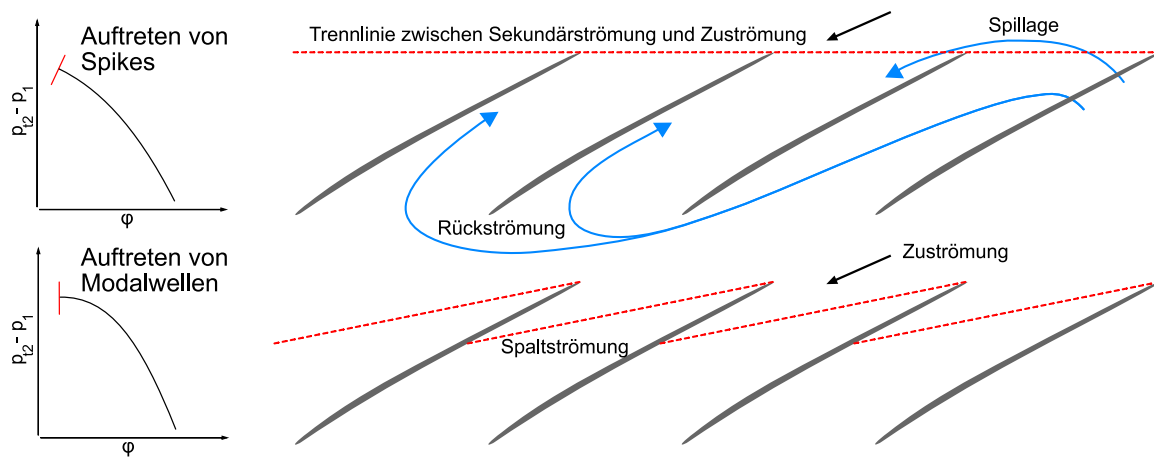 Auftreten von
Spikes
p_t2 - p_1
φ
Trennlinie zwischen Sekundärströmung und Zuströmung
Spillage
Rückströmung
Auftreten von
Modalwellen
p_t2 - p_1
φ
Zuströmung
Spaltströmung